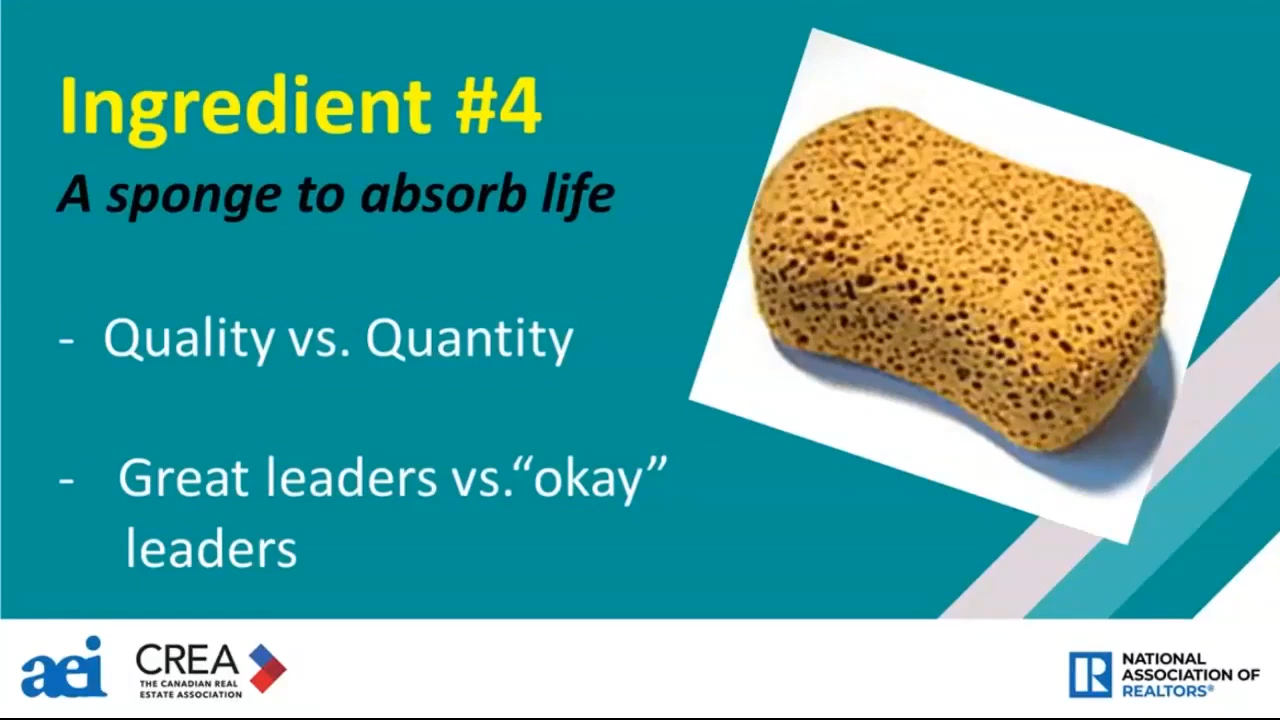 Ingredient #4
A sponge to absorb life
- Quality vs. Quantity
- Great leaders vs.“okay”
leaders
aei
CREA
THE CANADIAN REAL
ESTATE ASSOCIATION
R
NATIONAL
ASSOCIATION OF
REALTORS®